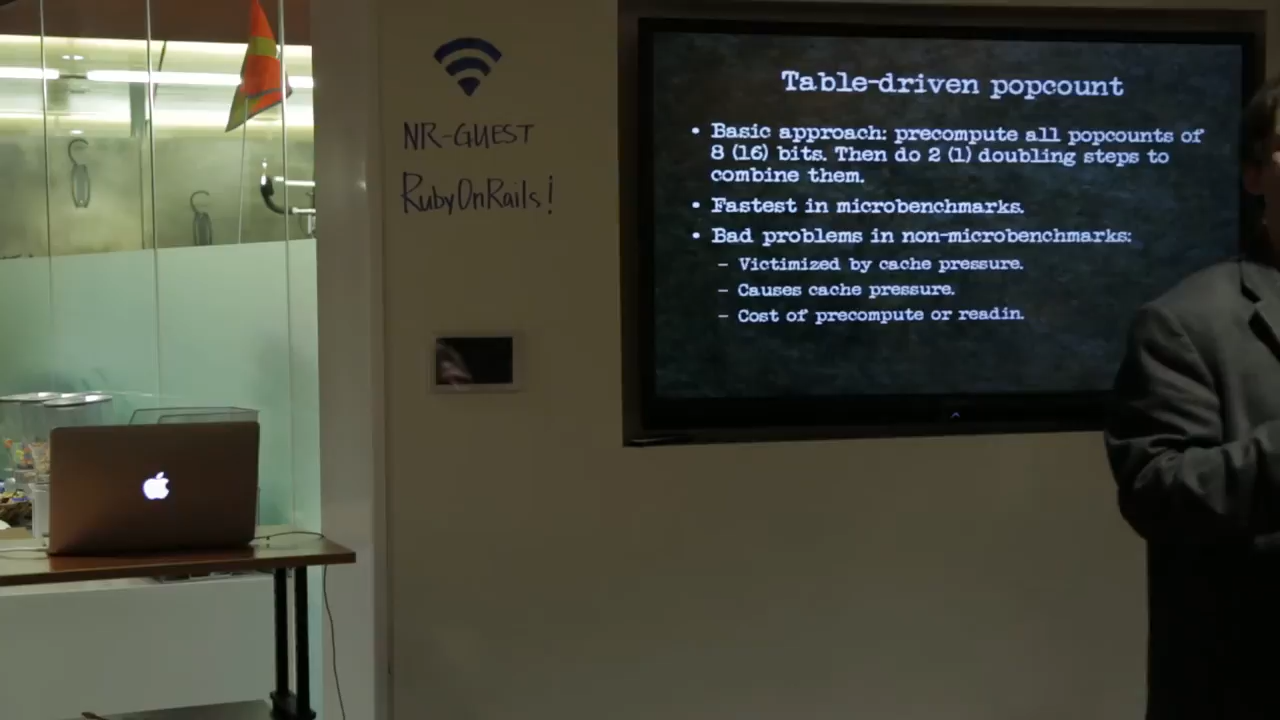 NR-GUEST
RubyOnRails!
Table-driven popcount
• Basic approach: precompute all popcounts of
8 (16) bits. Then do 2 (1) doubling steps to
combine them.
• Fastest in microbenchmarks.
• Bad problems in non-microbenchmarks:
– Victimized by cache pressure.
– Causes cache pressure.
– Cost of precompute or readin.